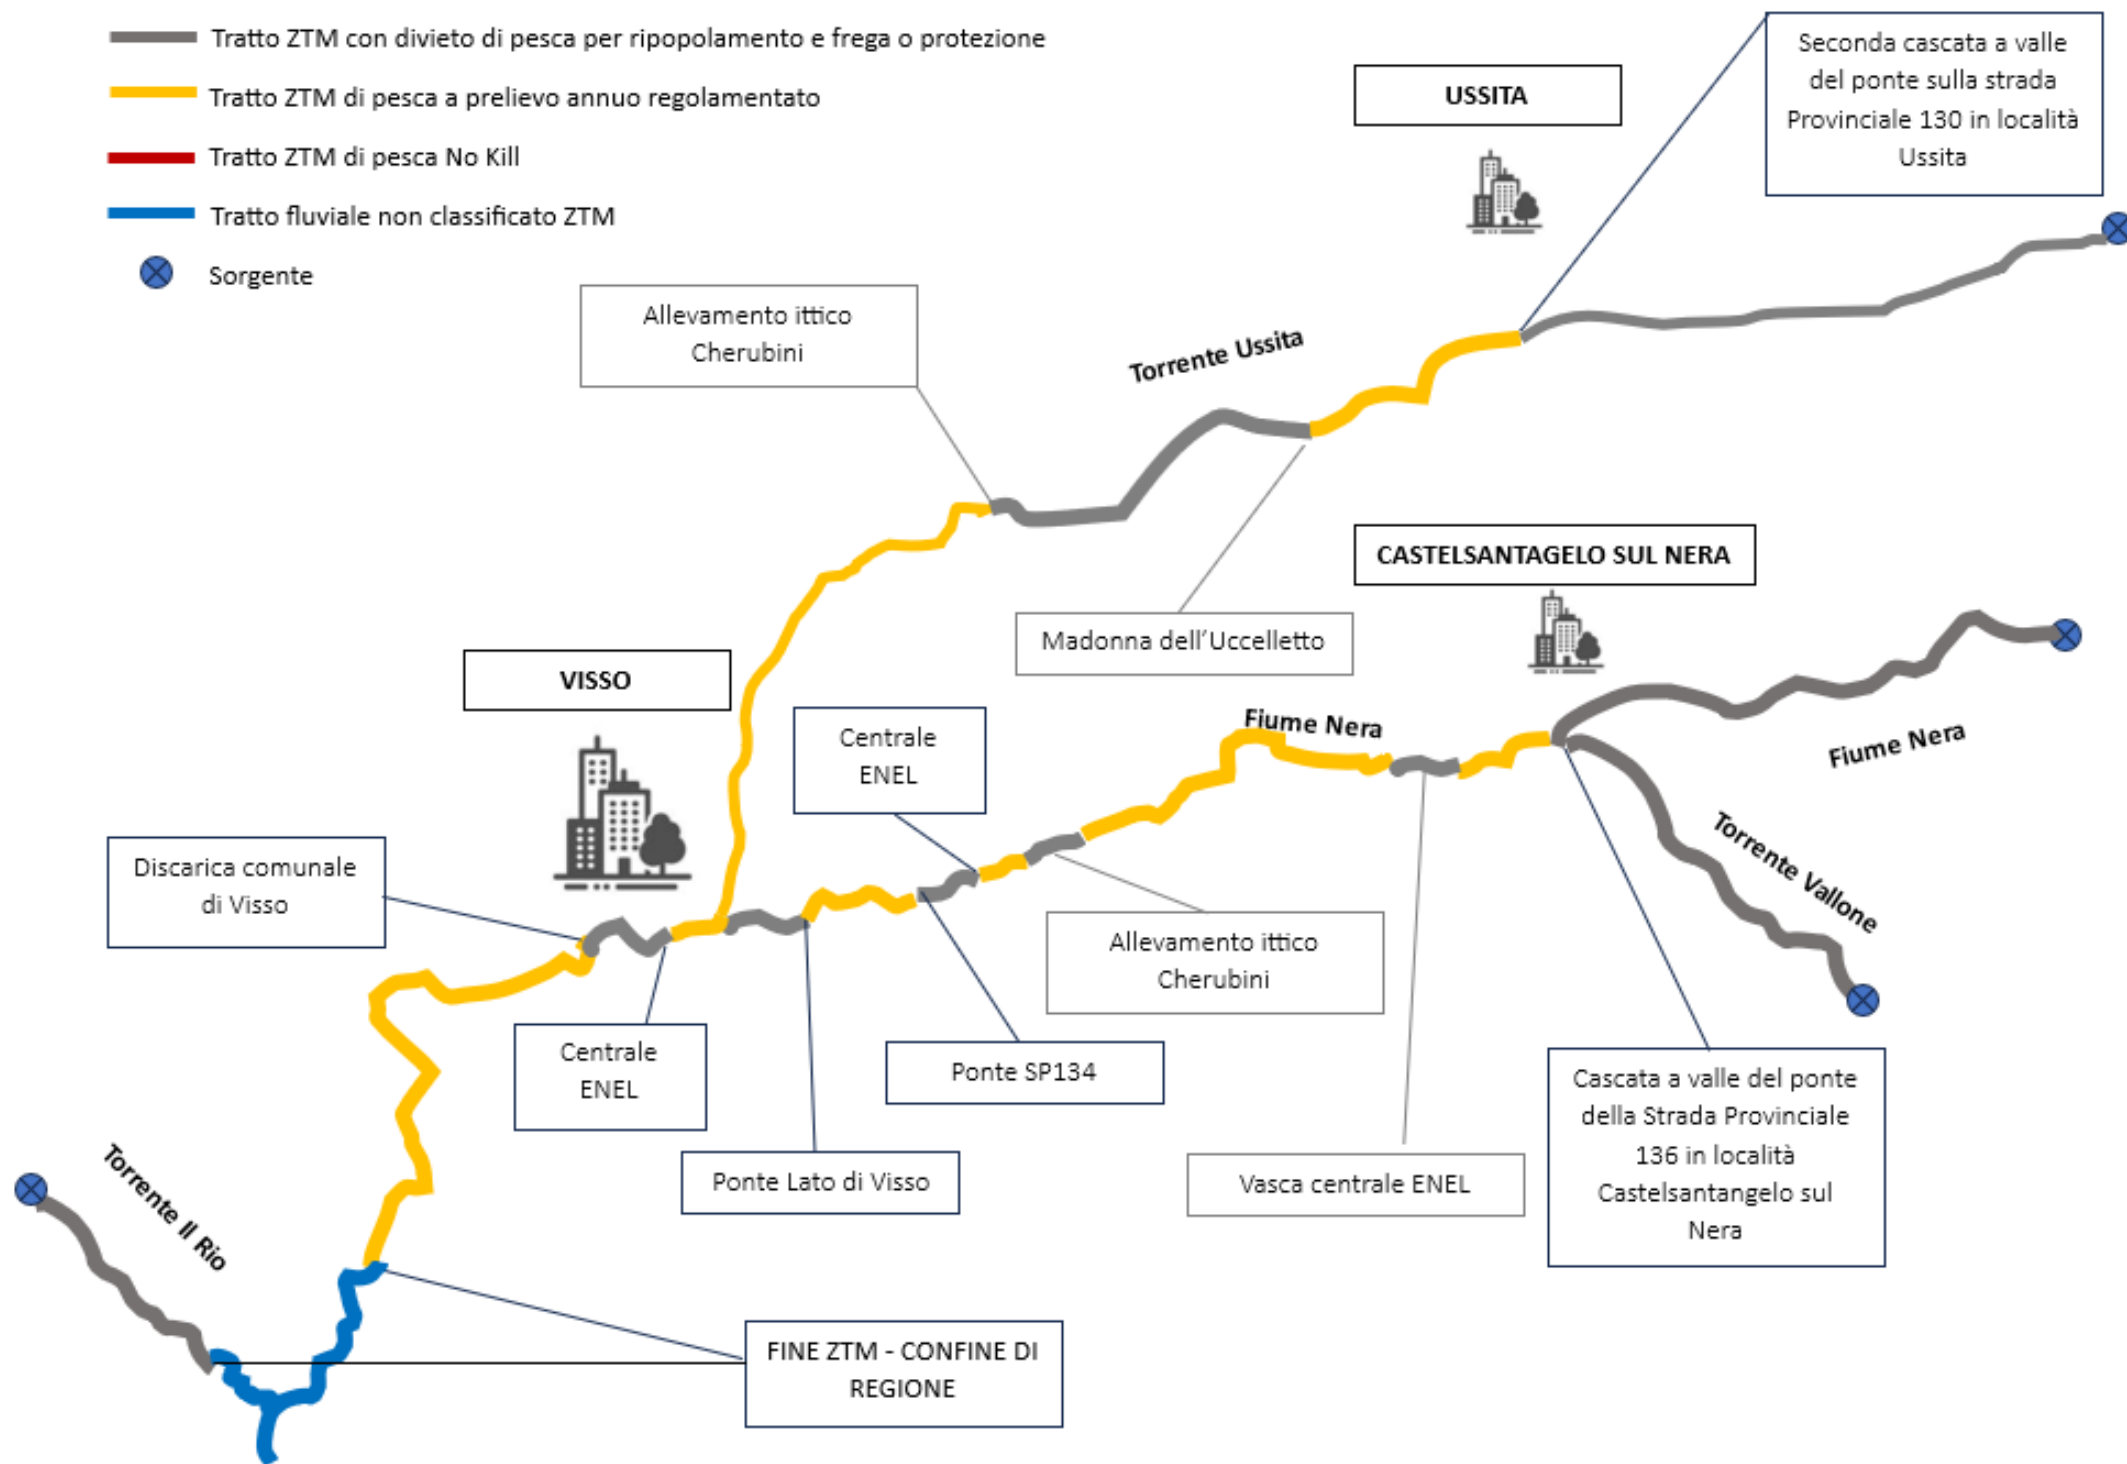 Tratto ZTM con divieto di pesca per ripopolamento e frega o protezione
Tratto ZTM di pesca a prelievo annuo regolamentato
Tratto ZTM di pesca No Kill
Tratto fluviale non classificato ZTM
Sorgente
Seconda cascata a valle
del ponte sulla strada
Provinciale 130 in località
Ussita
USSITA
Allevamento ittico
Cherubini
Torrente Ussita
CASTELSANTAGELO SUL NERA
Madonna dell'Uccelletto
VISSO
Centrale
ENEL
Fiume Nera
Fiume Nera
Torrente Vallone
Discarica comunale
di Visso
Allevamento ittico
Cherubini
Centrale
ENEL
Ponte SP134
Ponte Lato di Visso
Vasca centrale ENEL
Cascata a valle del ponte
della Strada Provinciale
136 in località
Castelsantangelo sul
Nera
Torrente Il Rio
FINE ZTM - CONFINE DI
REGIONE